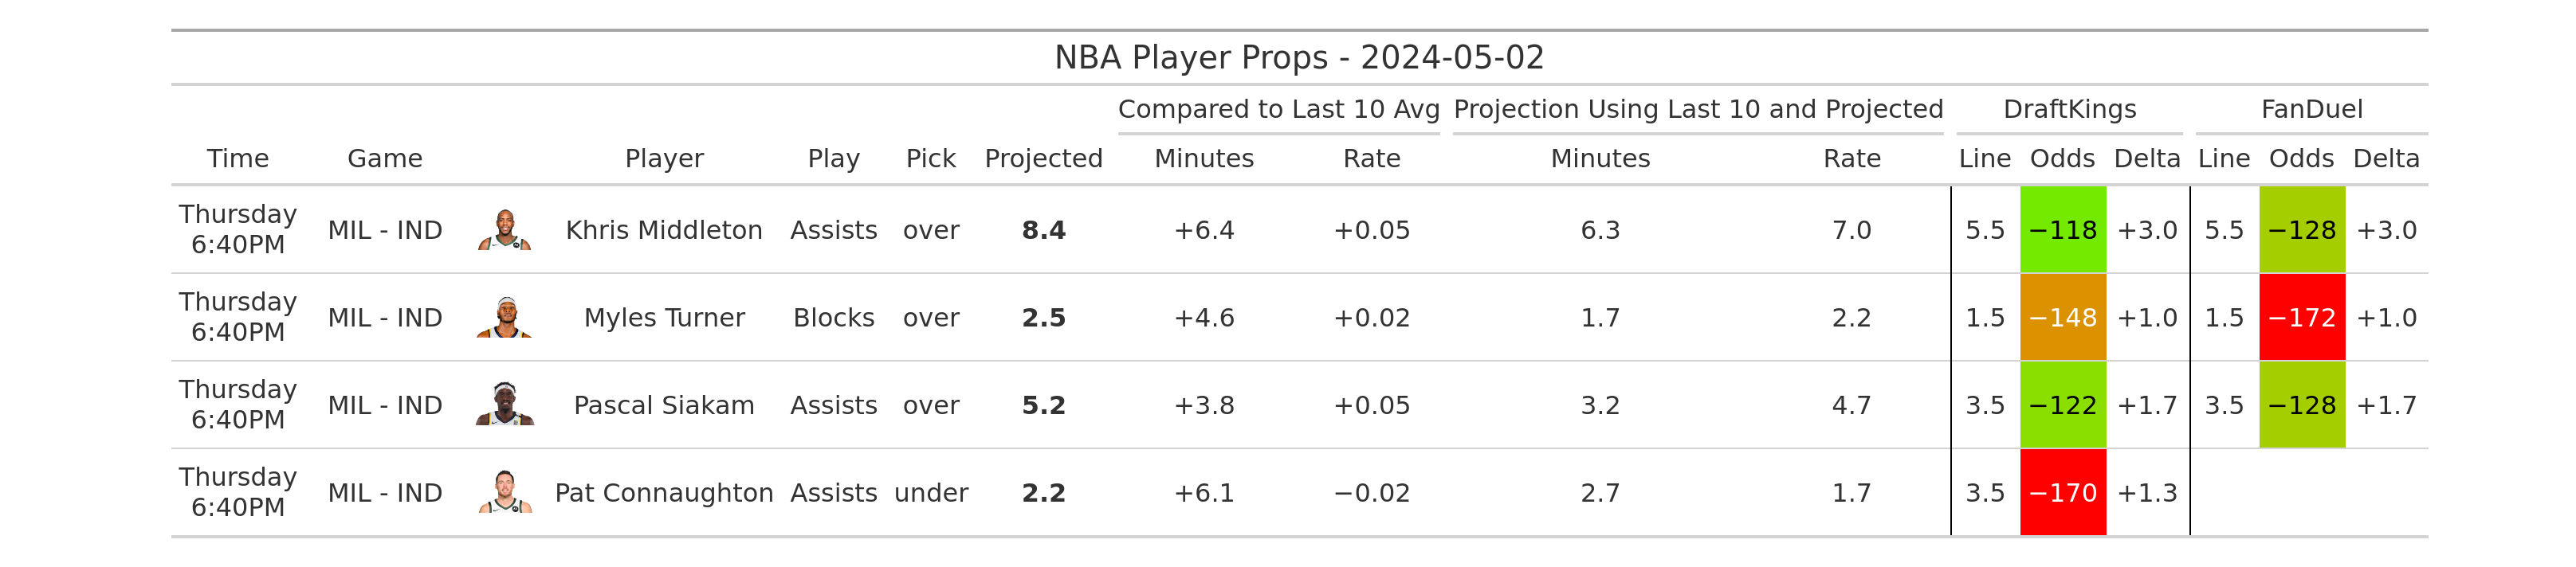 NBA Player Props - 2024-05-02
Compared to Last 10 Avg Projection Using Last 10 and Projected DraftKings FanDuel
Time Game Player Play Pick Projected Minutes Rate Minutes Rate Line Odds Delta Line Odds Delta
Thursday
6:40PM MIL - IND Khris Middleton Assists over 8.4 +6.4 +0.05 6.3 7.0 5.5 −118 +3.0 5.5 −128 +3.0
Thursday
6:40PM MIL - IND Myles Turner Blocks over 2.5 +4.6 +0.02 1.7 2.2 1.5 −148 +1.0 1.5 −172 +1.0
Thursday
6:40PM MIL - IND Pascal Siakam Assists over 5.2 +3.8 +0.05 3.2 4.7 3.5 −122 +1.7 3.5 −128 +1.7
Thursday
6:40PM MIL - IND Pat Connaughton Assists under 2.2 +6.1 −0.02 2.7 1.7 3.5 −170 +1.3